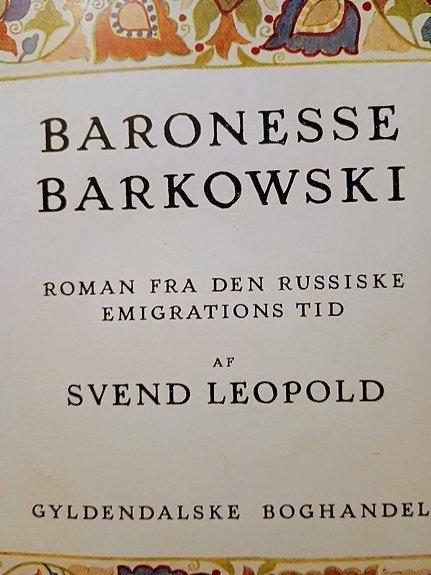 BARONESSE
BARKOWSKI
ROMAN FRA DEN RUSSISKE
EMIGRATIONS TID
AF
SVEND LEOPOLD
GYLDENDALSKE BOGHANDEL